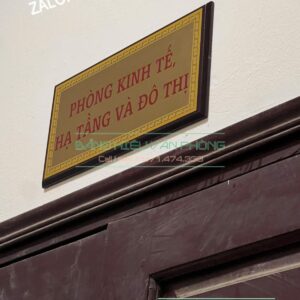 ZALO
PHÒNG KINH TẾ,
HẠ TẦNG VÀ ĐÔ THỊ